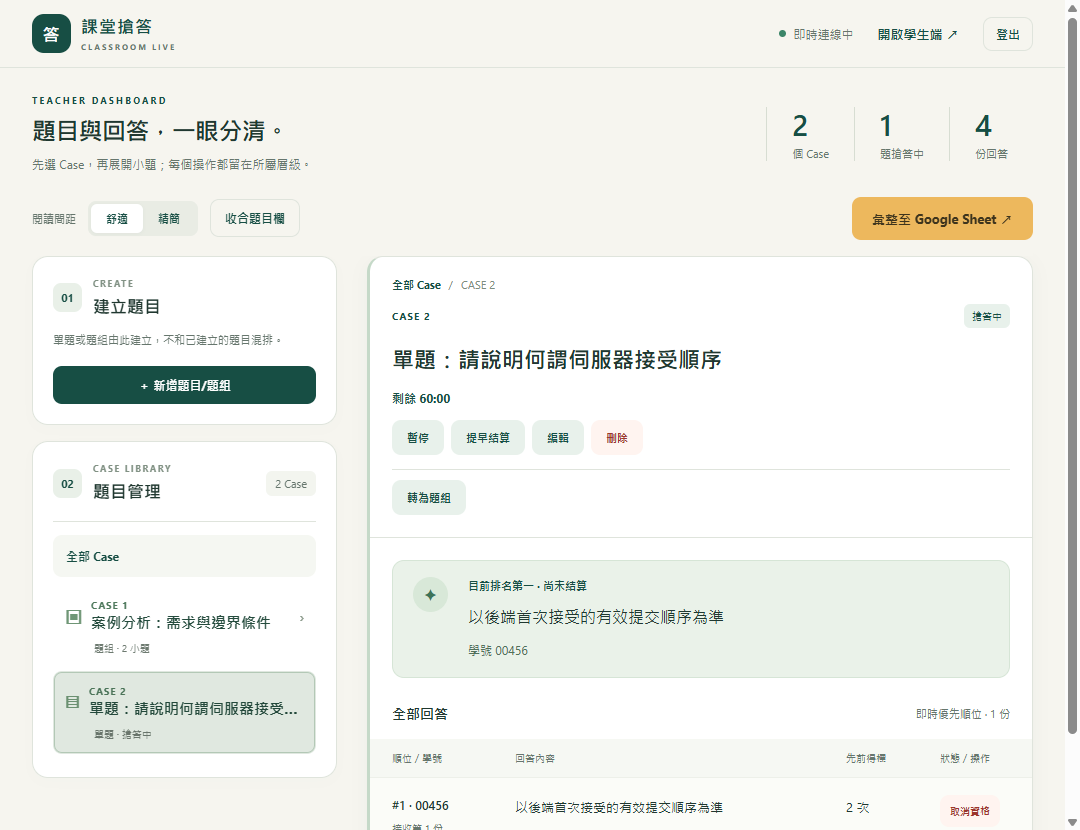 答
課堂搶答
CLASSROOM LIVE
即時連線中
開啟學生端 ↗
登出
TEACHER DASHBOARD
題目與回答，一眼分清。
先選 Case，再展開小題；每個操作都留在所屬層級。
2
個 Case
1
題搶答中
4
份回答
閱讀間距
舒適
精簡
收合題目欄
彙整至 Google Sheet ↗
01
CREATE
建立題目
單題或題組由此建立，不和已建立的題目混排。
+ 新增題目/題組
02
CASE LIBRARY
題目管理
2 Case
全部 Case
CASE 1
案例分析：需求與邊界條件
題組 · 2 小題
CASE 2
單題：請說明何謂伺服器接受...
單題 · 搶答中
全部 Case / CASE 2
CASE 2
搶答中
單題：請說明何謂伺服器接受順序
剩餘 60:00
暫停
提早結算
編輯
刪除
轉為題組
目前排名第一 · 尚未結算
以後端首次接受的有效提交順序為準
學號 00456
全部回答
即時優先順位 · 1 份
順位 / 學號
回答內容
先前得標
狀態 / 操作
#1 · 00456
以後端首次接受的有效提交順序為準
2 次
取消資格
接收第 1 份